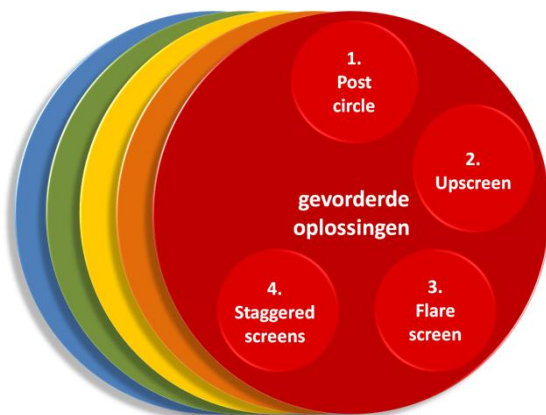 1.
Post
circle
2.
Upscreen
gevorderde
oplossingen
3.
Flare
screen
4.
Staggered
screens